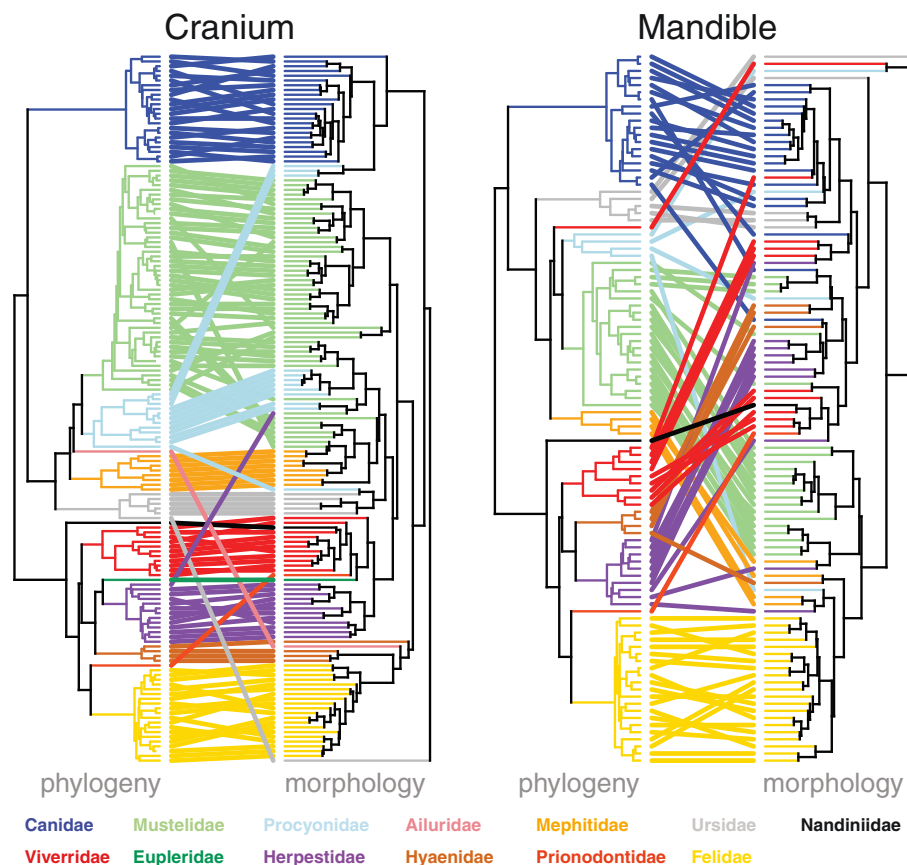 Cranium Mandible
phylogeny morphology phylogeny morphology
Canidae Mustelidae Procyonidae Ailuridae Mephitidae Ursidae Nandiniidae
Viverridae Eupleridae Herpestidae Hyaenidae Prionodontidae Felidae